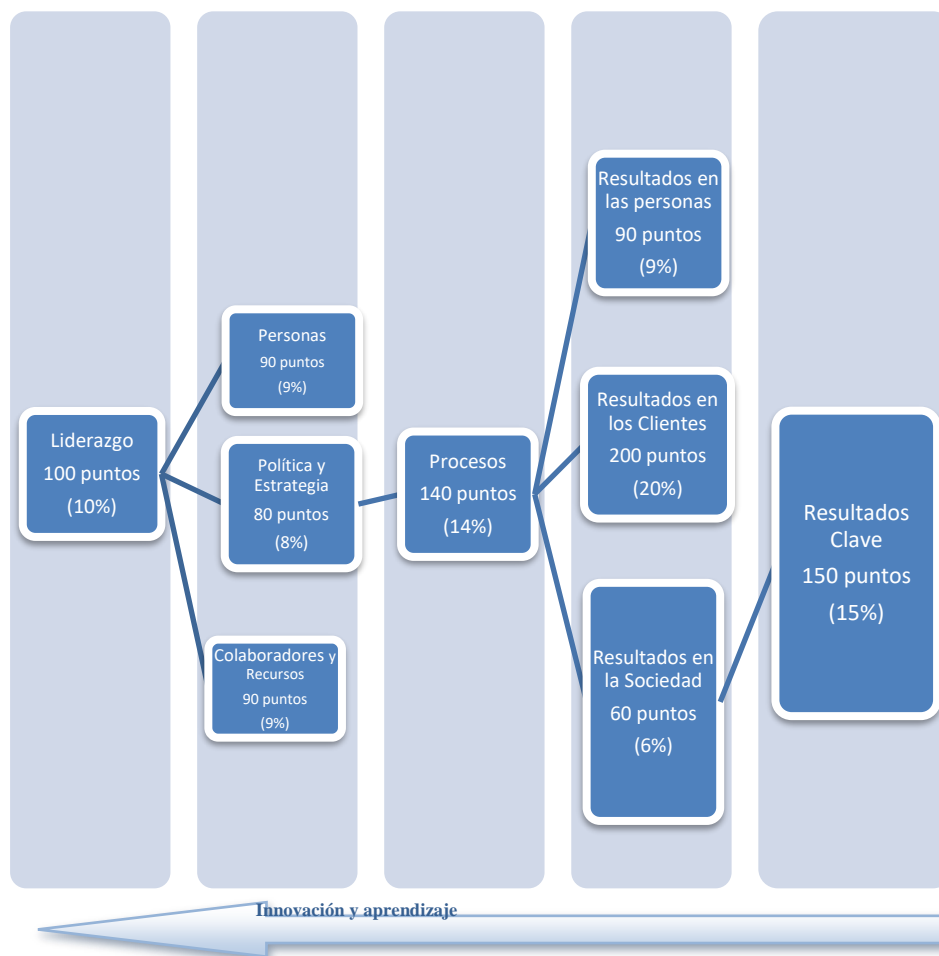 Liderazgo
100 puntos
(10%)
Personas
90 puntos
(9%)
Política y
Estrategia
80 puntos
(8%)
Colaboradores y
Recursos
90 puntos
(9%)
Procesos
140 puntos
(14%)
Resultados en
las personas
90 puntos
(9%)
Resultados en
los Clientes
200 puntos
(20%)
Resultados en
la Sociedad
60 puntos
(6%)
Resultados
Clave
150 puntos
(15%)
Innovación y aprendizaje